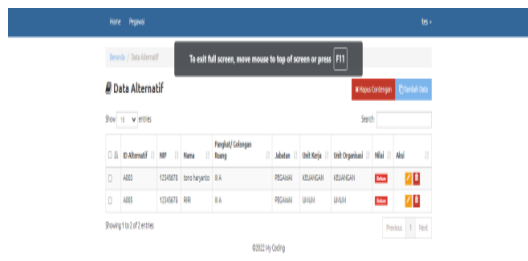 Home Pegawai tes
Beranda / Data Alternatif
To exit full screen, move mouse to top of screen or press F11
Data Alternatif
Hapus Centangan Tambah Data
Show 10 entries Search:
ID Alternatif NIP Nama Pangkat/ Golongan Ruang Jabatan Unit Kerja Unit Organisasi Nilai Aksi
A003 12345678 tono haryanto III A PEGAWAI KEUANGAN KEUANGAN
12345678 RIRI III A PEGAWAI UMUM UMUM
Showing 1 to 2 of 2 entries
Previous 1 Next
©2022 My Coding